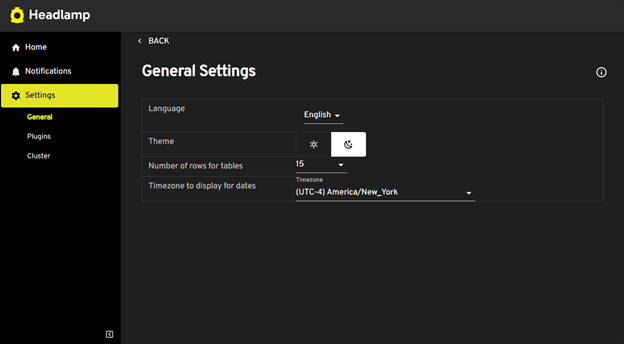 Headlamp
Home
Notifications
Settings
General
Plugins
Cluster
BACK
General Settings
Language
English
Theme
Number of rows for tables
15
Timezone to display for dates
Timezone
(UTC-4) America/New_York